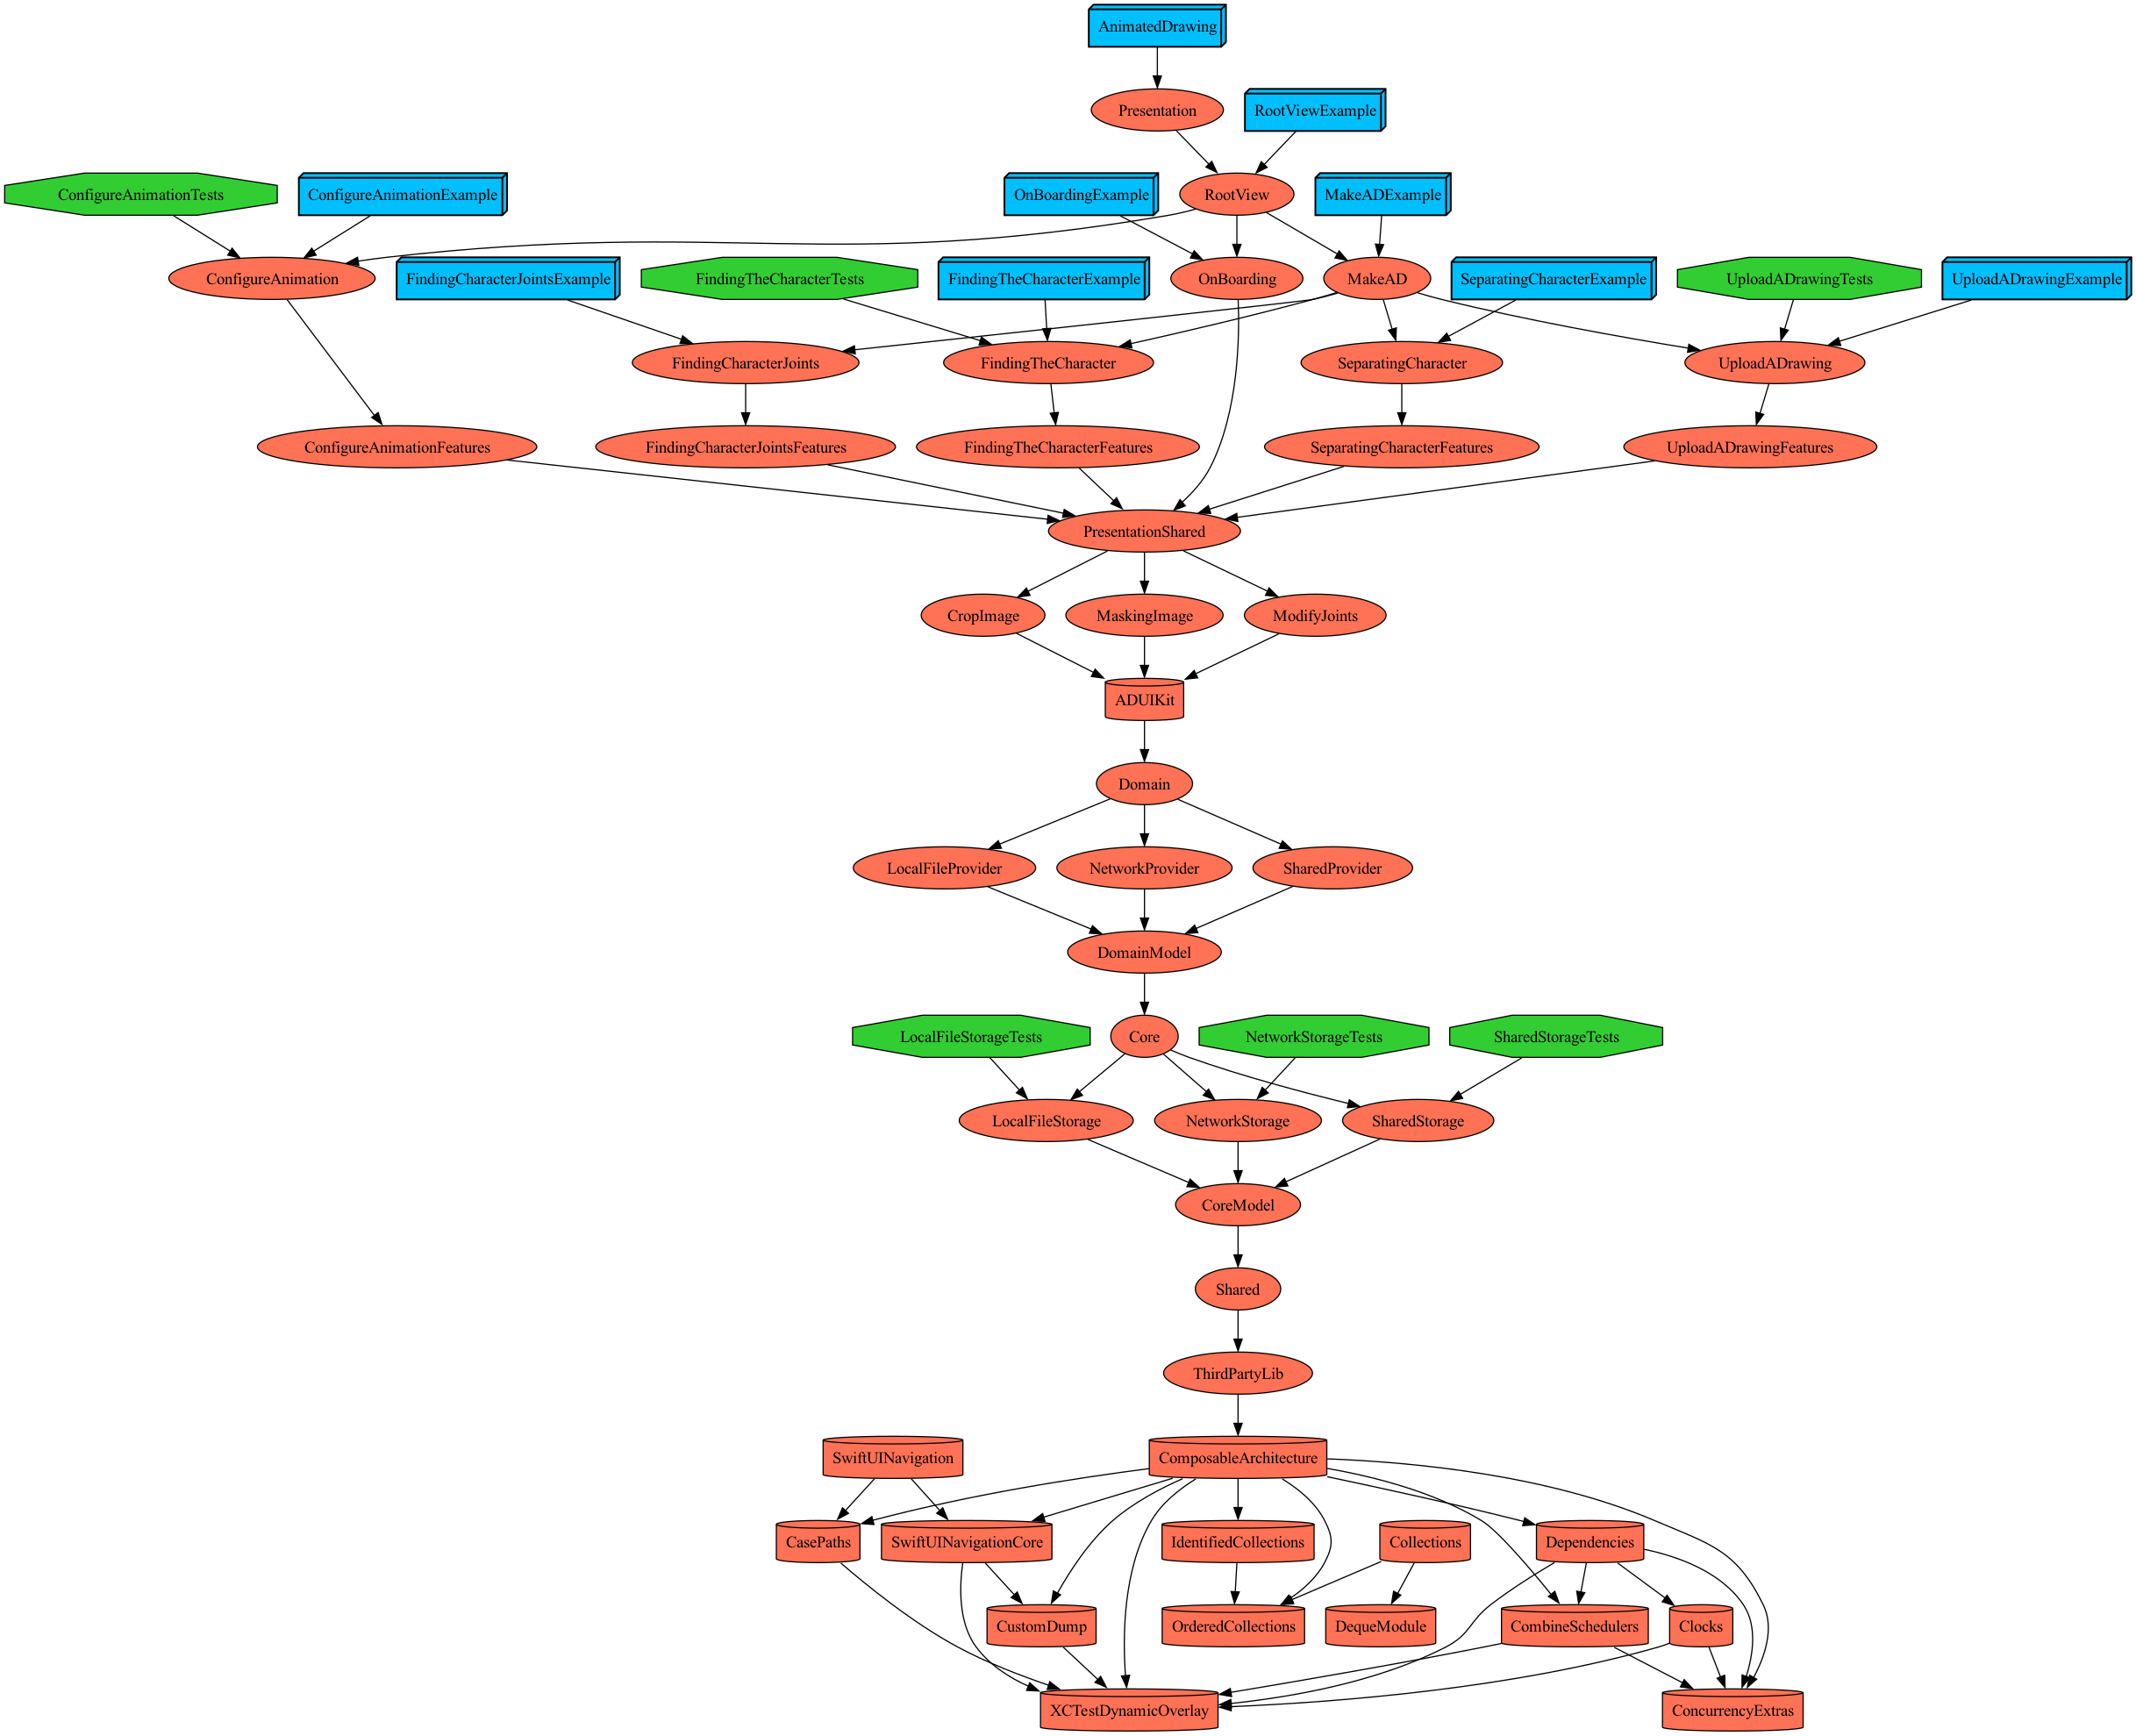 AnimatedDrawing
Presentation
RootViewExample
ConfigureAnimationTests
ConfigureAnimationExample
OnBoardingExample
RootView
MakeADExample
ConfigureAnimation
FindingCharacterJointsExample
FindingTheCharacterTests
FindingTheCharacterExample
OnBoarding
MakeAD
SeparatingCharacterExample
UploadADrawingTests
UploadADrawingExample
FindingCharacterJoints
FindingTheCharacter
SeparatingCharacter
UploadADrawing
ConfigureAnimationFeatures
FindingCharacterJointsFeatures
FindingTheCharacterFeatures
SeparatingCharacterFeatures
UploadADrawingFeatures
PresentationShared
CropImage
MaskingImage
ModifyJoints
ADUIKit
Domain
LocalFileProvider
NetworkProvider
SharedProvider
DomainModel
LocalFileStorageTests
Core
NetworkStorageTests
SharedStorageTests
LocalFileStorage
NetworkStorage
SharedStorage
CoreModel
Shared
ThirdPartyLib
SwiftUINavigation
ComposableArchitecture
CasePaths
SwiftUINavigationCore
IdentifiedCollections
Collections
Dependencies
CustomDump
OrderedCollections
DequeModule
CombineSchedulers
Clocks
XCTestDynamicOverlay
ConcurrencyExtras